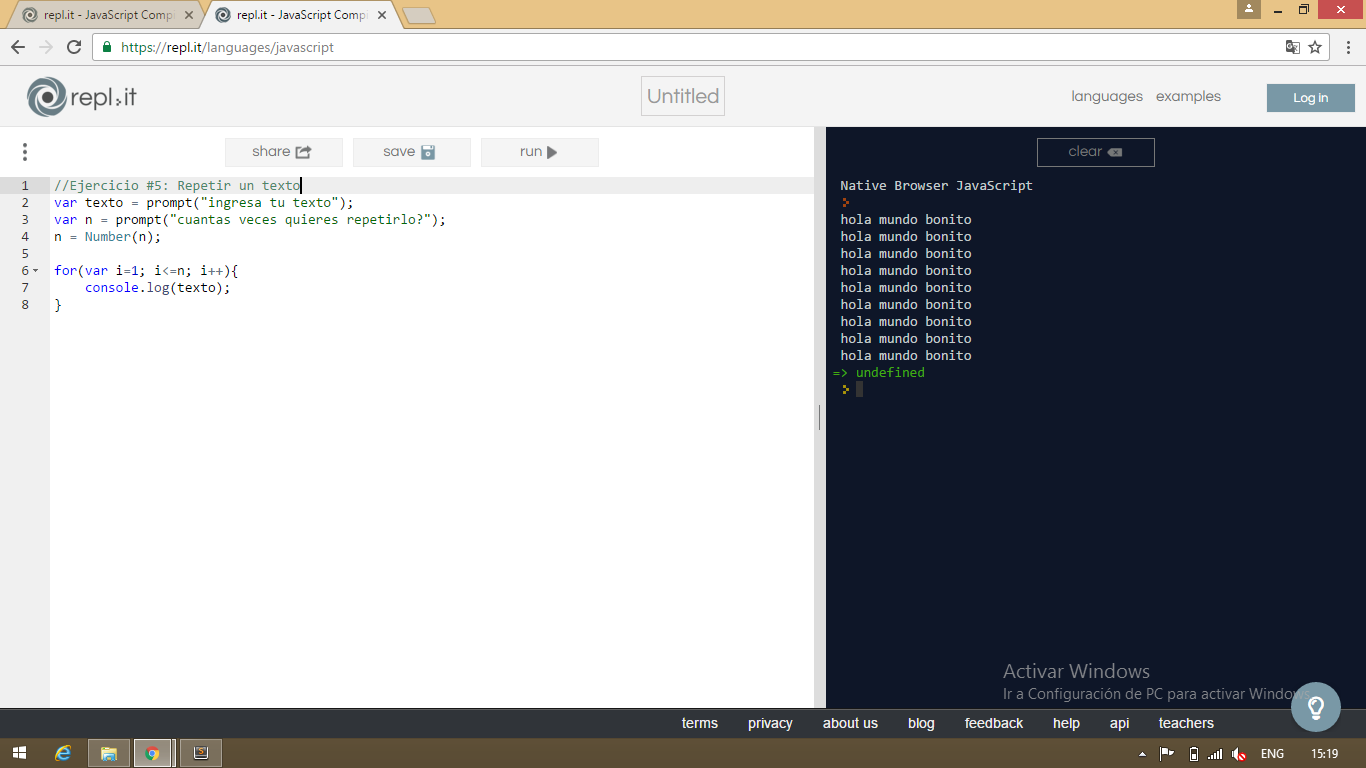 repl.it - JavaScript Comp
repl.it - JavaScript Comp
https://repl.it/languages/javascript
repl.it
Untitled
languages examples
Log in
share save run
clear
1 //Ejercicio #5: Repetir un texto
2 var texto = prompt("ingresa tu texto");
3 var n = prompt("cuantas veces quieres repetirlo?");
4 n = Number(n);
5
6 for(var i=1; i<=n; i++){
7 console.log(texto);
8 }
Native Browser JavaScript
hola mundo bonito
hola mundo bonito
hola mundo bonito
hola mundo bonito
hola mundo bonito
hola mundo bonito
hola mundo bonito
hola mundo bonito
hola mundo bonito
=> undefined
Activar Windows
Ir a Configuración de PC para activar Windows.
terms privacy about us blog feedback help api teachers
ENG 15:19